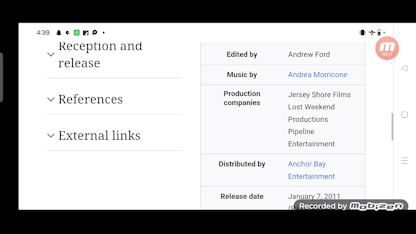 4:39
Reception and
release
References
External links
Edited by Andrew Ford
Music by Andrea Morricone
Production companies Jersey Shore Films
Lost Weekend
Productions
Pipeline
Entertainment
Distributed by Anchor Bay
Entertainment
Release date January 7, 2011
Recorded by MOBIZEN